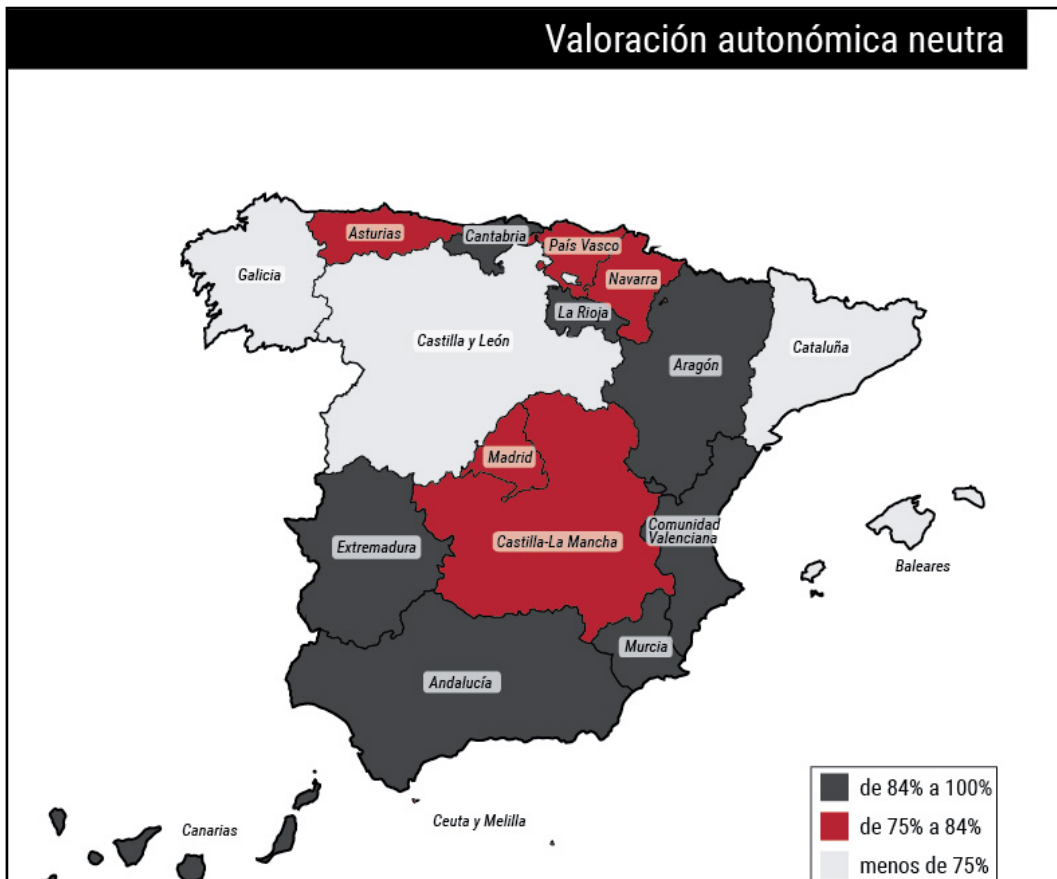 Valoración autonómica neutra
Asturias
Cantabria
País Vasco
Galicia
Navarra
La Rioja
Castilla y León
Cataluña
Aragón
Madrid
Comunidad
Valenciana
Castilla-La Mancha
Extremadura
Baleares
Murcia
Andalucía
de 84% a 100%
Ceuta y Melilla
Canarias
de 75% a 84%
menos de 75%